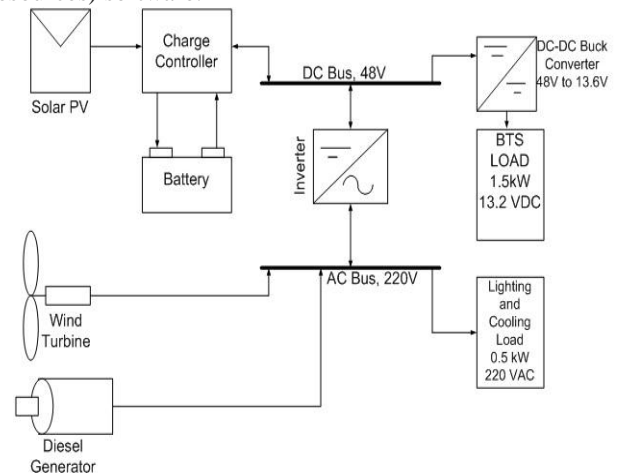 Solar PV
Charge
Controller
Battery
DC Bus, 48V
DC-DC Buck
Converter
48V to 13.6V
BTS
LOAD
1.5kW
13.2 VDC
Inverter
AC Bus, 220V
Wind
Turbine
Lighting
and
Cooling
Load
0.5 kW
220 VAC
Diesel
Generator